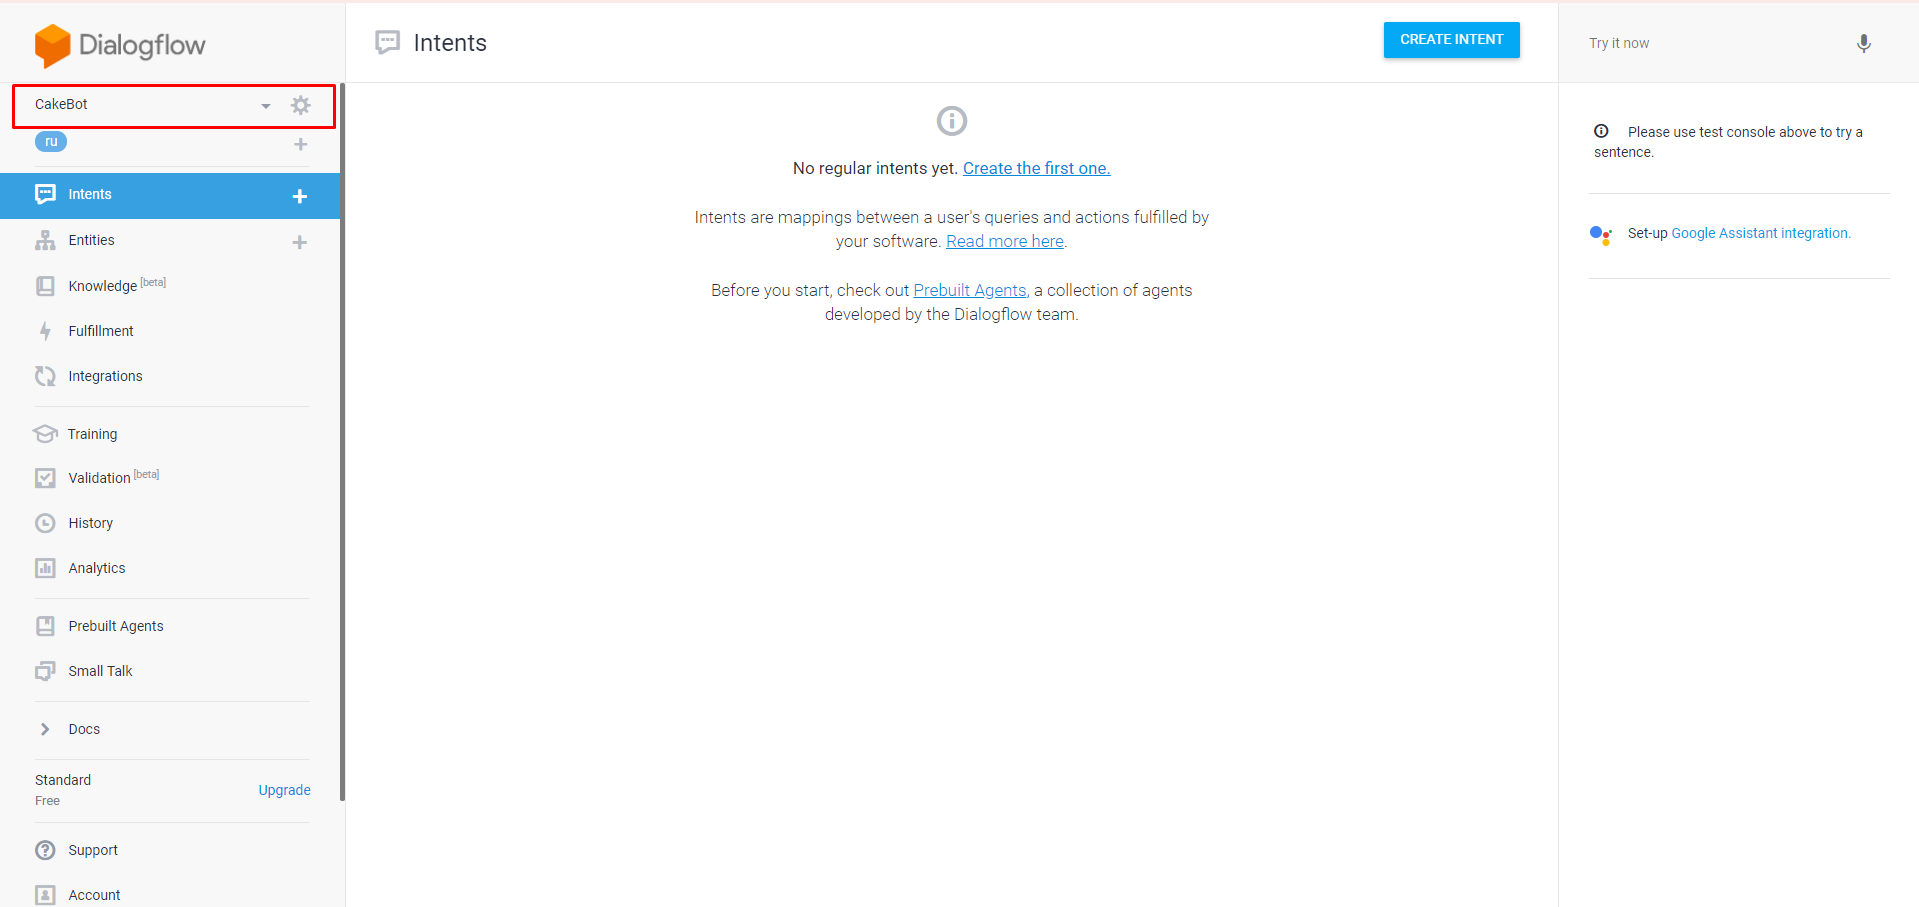 Dialogflow
CakeBot
ru
Intents
Entities
Knowledge [beta]
Fulfillment
Integrations
Training
Validation [beta]
History
Analytics
Prebuilt Agents
Small Talk
Docs
Standard
Free
Upgrade
Support
Account
Intents
CREATE INTENT
No regular intents yet. Create the first one.
Intents are mappings between a user's queries and actions fulfilled by
your software. Read more here.
Before you start, check out Prebuilt Agents, a collection of agents
developed by the Dialogflow team.
Try it now
Please use test console above to try a
sentence.
Set-up Google Assistant integration.